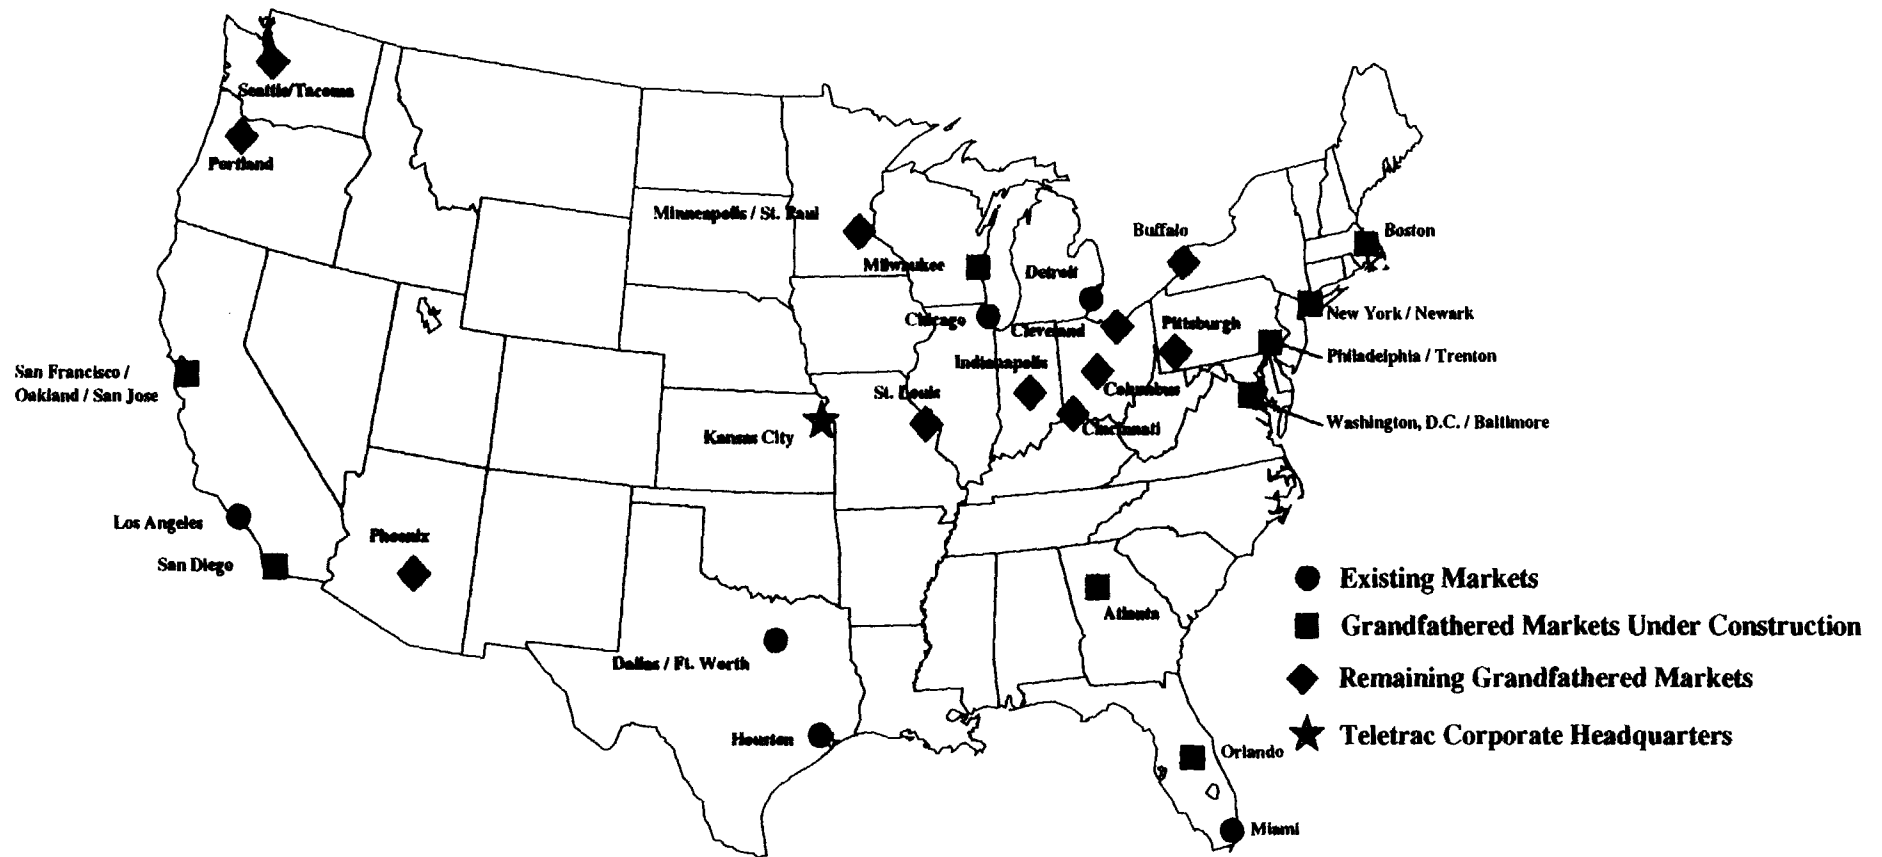 Seattle/Tacoma
Portland
Minneapolis / St. Paul
Buffalo
Boston
Milwaukee
Detroit
Chicago
Cleveland
Pittsburgh
New York / Newark
Indianapolis
Philadelphia / Trenton
San Francisco /
Oakland / San Jose
St. Louis
Columbus
Kansas City
Cincinnati
Washington, D.C. / Baltimore
Los Angeles
Phoenix
San Diego
Existing Markets
Atlanta
Grandfathered Markets Under Construction
Dallas / Ft. Worth
Remaining Grandfathered Markets
Houston
Teletrac Corporate Headquarters
Orlando
Miami